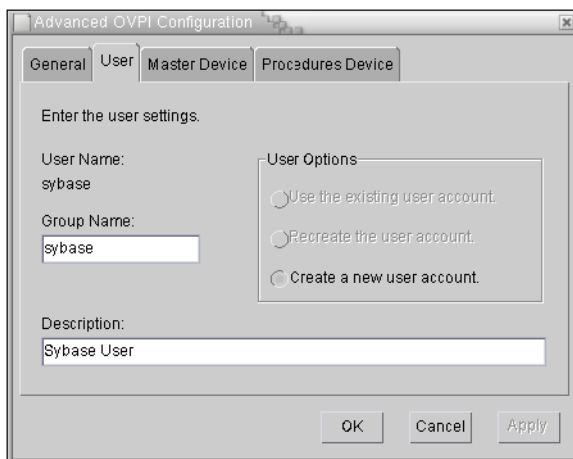 Advanced OVPI Configuration
General User Master Device Procedures Device
Enter the user settings.
User Name:
sybase
Group Name:
sybase
User Options
Use the existing user account.
Recreate the user account.
Create a new user account.
Description:
Sybase User
OK Cancel Apply